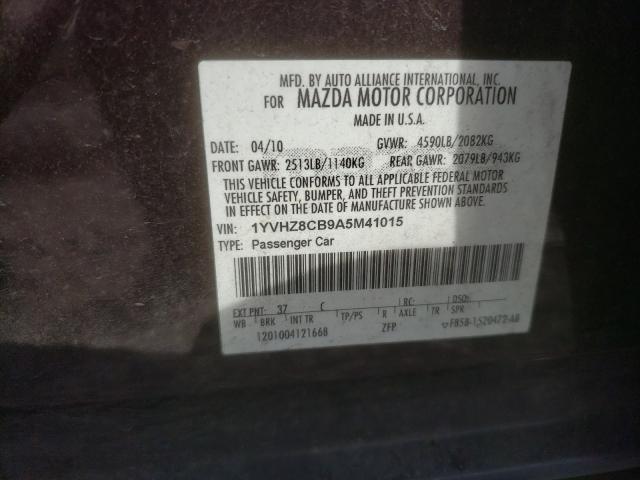 MFD. BY AUTO ALLIANCE INTERNATIONAL, INC.
FOR MAZDA MOTOR CORPORATION
MADE IN U.S.A.
DATE: 04/10 GVWR: 4590LB/2082KG
FRONT GAWR: 2513LB/1140KG REAR GAWR: 2079LB/943KG
THIS VEHICLE CONFORMS TO ALL APPLICABLE FEDERAL MOTOR
VEHICLE SAFETY, BUMPER, AND THEFT PREVENTION STANDARDS
IN EFFECT ON THE DATE OF MANUFACTURE SHOWN ABOVE.
VIN: 1YVHZ8CB9A5M41015
TYPE: Passenger Car
EXT PNT: 37 RC: DSO:
WB BRK INT TR TP/PS R AXLE TR SPR
1201004121668 ZFP F85B-1520472-AB